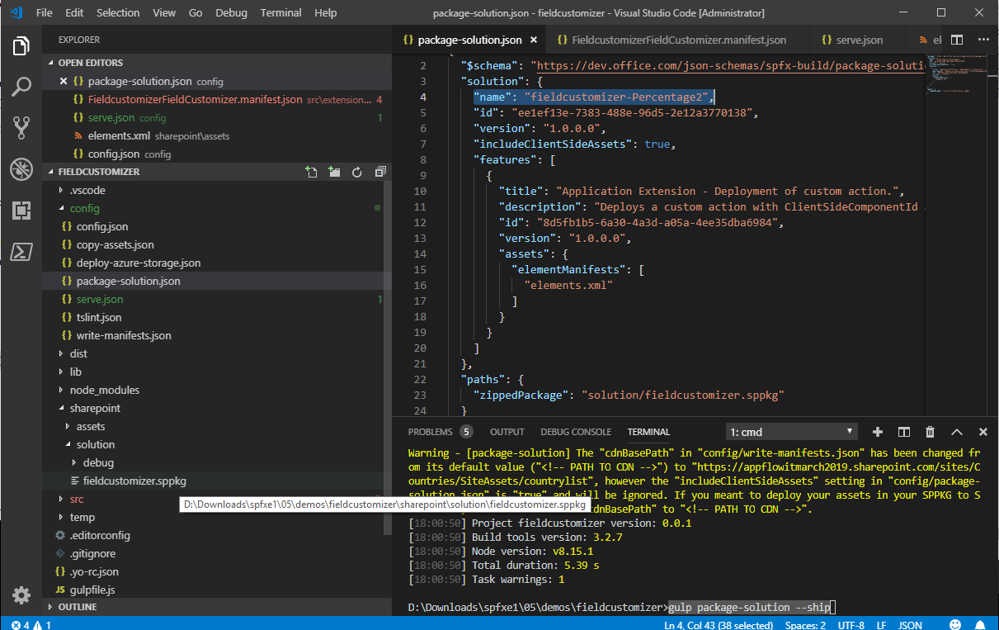 File Edit Selection View Go Debug Terminal Help package-solution.json - fieldcustomizer - Visual Studio Code [Administrator]
EXPLORER
OPEN EDITORS
{} package-solution.json config
{} FieldcustomizerFieldCustomizer.manifest.json src\extension... 4
{} serve.json config 1
elements.xml sharepoint\assets
{} config.json config
FIELDCUSTOMIZER
.vscode
config
{} config.json
{} copy-assets.json
{} deploy-azure-storage.json
{} package-solution.json
{} serve.json 1
{} tslint.json
{} write-manifests.json
dist
lib
node_modules
sharepoint
assets
solution
debug
fieldcustomizer.sppkg
src
temp
.editorconfig
.gitignore
{} .yo-rc.json
JS gulpfile.js
OUTLINE
{} package-solution.json {} FieldcustomizerFieldCustomizer.manifest.json {} serve.json el
2 "$schema": "https://dev.office.com/json-schemas/spfx-build/package-soluti
3 "solution": {
4 "name": "fieldcustomizer-Percentage2",
5 "id": "ee1ef13e-7383-488e-96d5-2e12a3770138",
6 "version": "1.0.0.0",
7 "includeClientSideAssets": true,
8 "features": [
9 {
10 "title": "Application Extension - Deployment of custom action.",
11 "description": "Deploys a custom action with ClientSideComponentId
12 "id": "8d5fb1b5-6a30-4a3d-a05a-4ee35dba6984",
13 "version": "1.0.0.0",
14 "assets": {
15 "elementManifests": [
16 "elements.xml"
17 ]
18 }
19 }
20 ]
21 },
22 "paths": {
23 "zippedPackage": "solution/fieldcustomizer.sppkg"
24 }
PROBLEMS 5 OUTPUT DEBUG CONSOLE TERMINAL 1: cmd
Warning - [package-solution] The "cdnBasePath" in "config/write-manifests.json" has been changed fr
om its default value ("<!-- PATH TO CDN -->") to "https://appflowitmarch2019.sharepoint.com/sites/C
ountries/SiteAssets/countrylist", however the "includeClientSideAssets" setting in "config/package-
solution.json" is "true" and will be ignored. If you meant to deploy your assets in your SPPKG to S
D:\Downloads\spfxe1\05\demos\fieldcustomizer\sharepoint\solution\fieldcustomizer.sppkg
cdnBasePath" to "<!-- PATH TO CDN -->".
[18:00:50] Project fieldcustomizer version: 0.0.1
[18:00:50] Build tools version: 3.2.7
[18:00:50] Node version: v8.15.1
[18:00:50] Total duration: 5.39 s
[18:00:50] Task warnings: 1
D:\Downloads\spfxe1\05\demos\fieldcustomizer>gulp package-solution --ship
4 1 Ln 4, Col 43 (38 selected) Spaces: 2 UTF-8 LF JSON